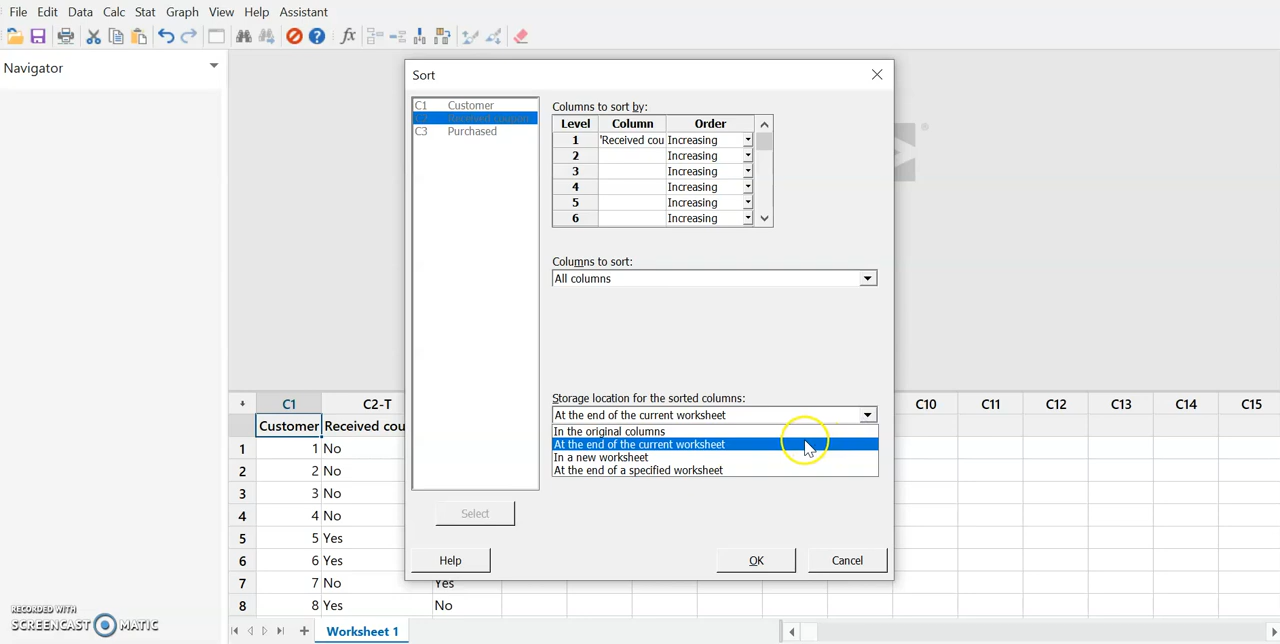 File Edit Data Calc Stat Graph View Help Assistant
Navigator
Sort
C1 Customer
C2 Received coupon
C3 Purchased
Columns to sort by:
Level Column Order
1 'Received cou Increasing
2 Increasing
3 Increasing
4 Increasing
5 Increasing
6 Increasing
Columns to sort:
All columns
Storage location for the sorted columns:
At the end of the current worksheet
In the original columns
At the end of the current worksheet
In a new worksheet
At the end of a specified worksheet
Select
Help OK Cancel
C1 C2-T C10 C11 C12 C13 C14 C15
Customer Received cou
1 1 No
2 2 No
3 3 No
4 4 No
5 5 Yes
6 6 Yes
7 7 No Yes
8 8 Yes No
Worksheet 1
RECORDED WITH
SCREENCAST MATIC